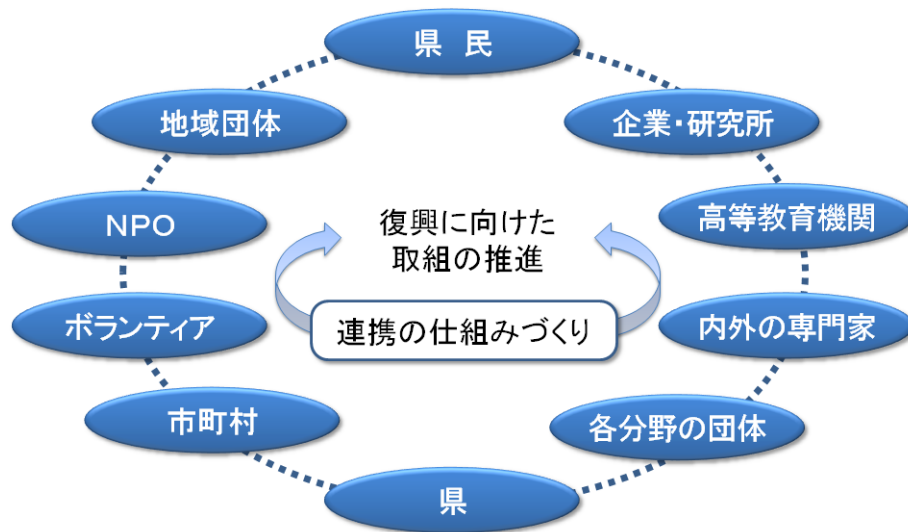 県 民
地域団体
企業・研究所
NPO
高等教育機関
復興に向けた
取組の推進
ボランティア
連携の仕組みづくり
内外の専門家
市町村
各分野の団体
県